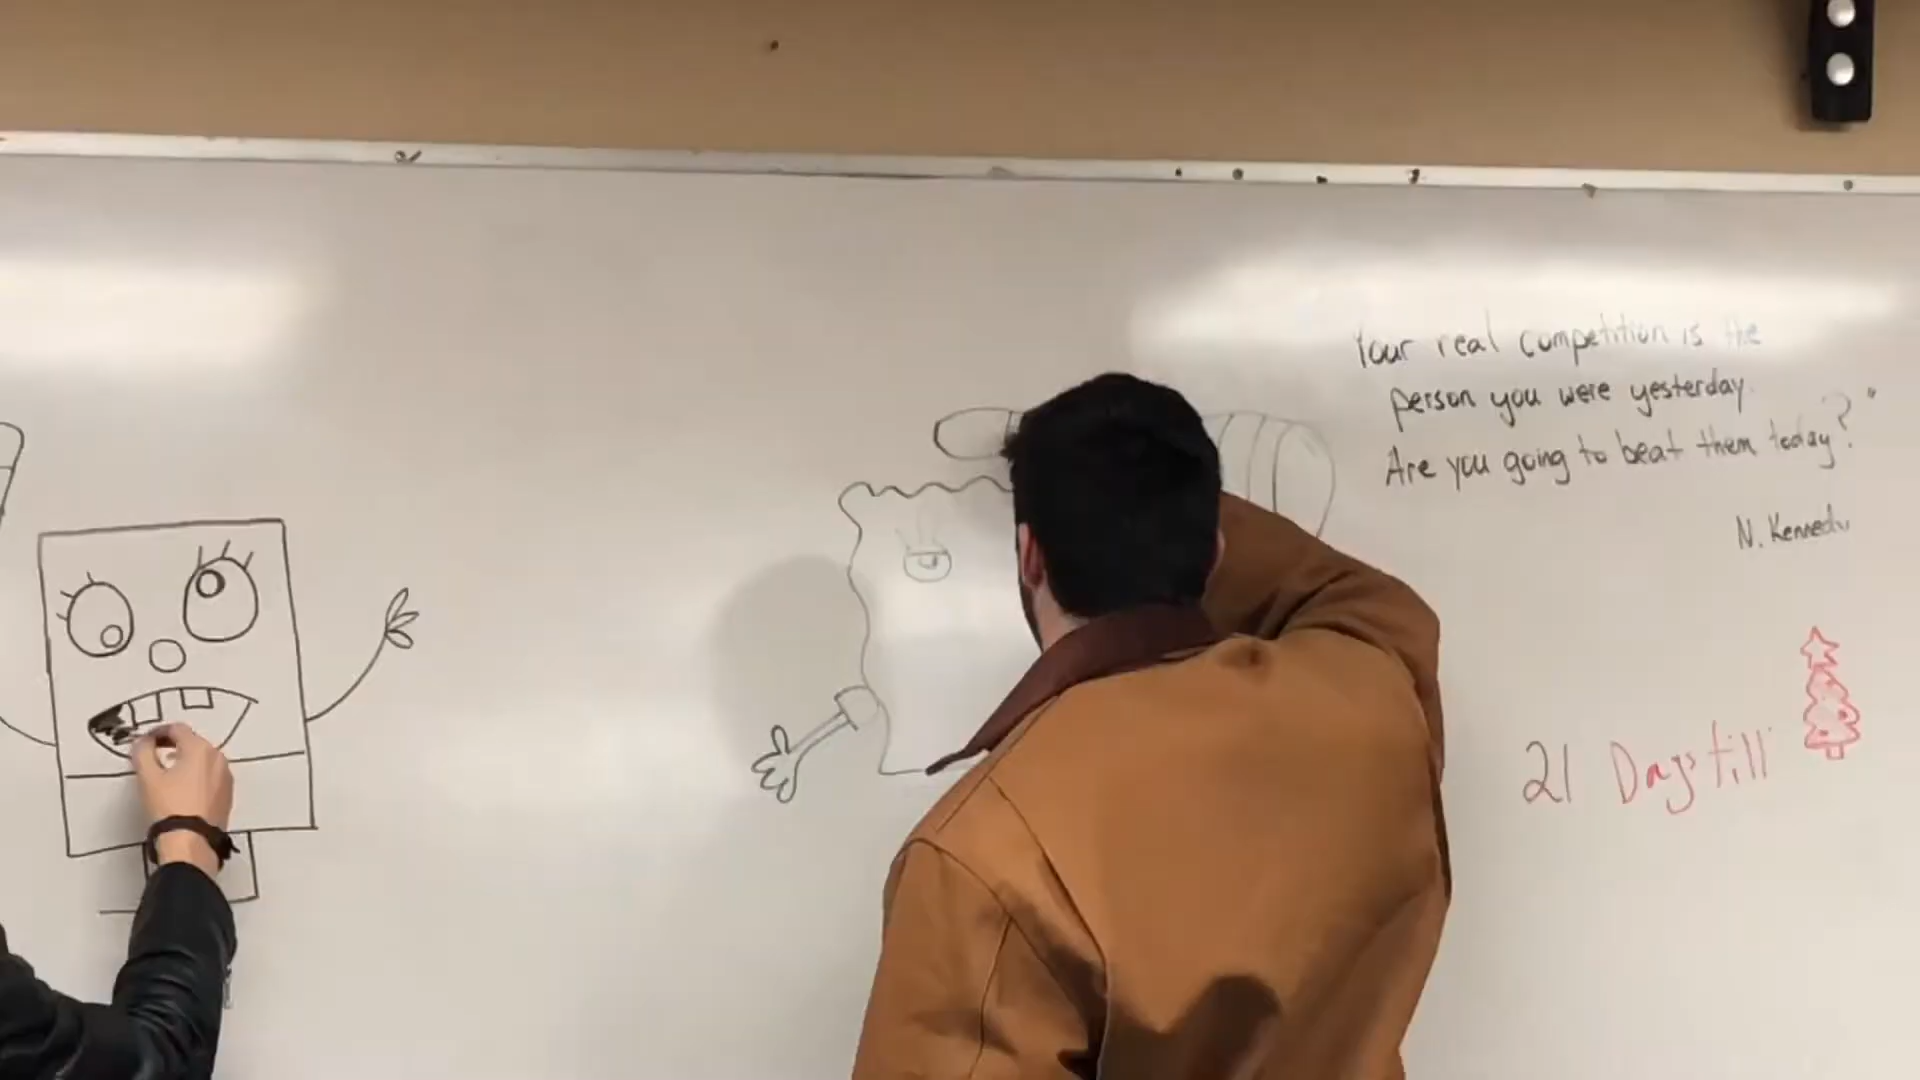 Your real competition is the
person you were yesterday.
Are you going to beat them today?"
N. Kennedy
21 Days till